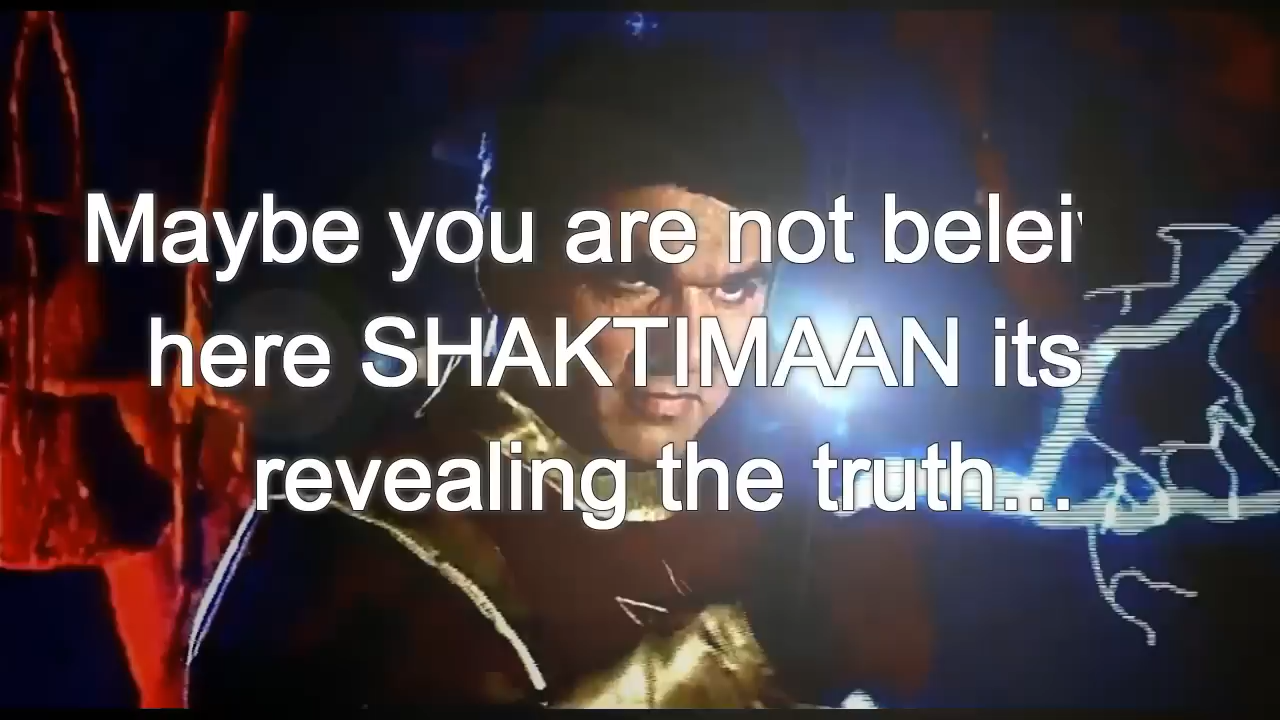 Maybe you are not belei
here SHAKTIMAAN its
revealing the truth...